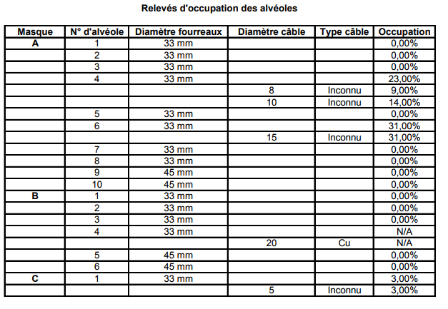 Relevés d'occupation des alvéoles
Masque N° d'alvéole Diamètre fourreaux Diamètre câble Type câble Occupation
A 1 33 mm 0,00%
2 33 mm 0,00%
3 33 mm 0,00%
4 33 mm 23,00%
8 Inconnu 9,00%
10 Inconnu 14,00%
5 33 mm 0,00%
6 33 mm 31,00%
15 Inconnu 31,00%
7 33 mm 0,00%
8 33 mm 0,00%
9 45 mm 0,00%
10 45 mm 0,00%
B 1 33 mm 0,00%
2 33 mm 0,00%
3 33 mm 0,00%
4 33 mm N/A
20 Cu N/A
5 45 mm 0,00%
6 45 mm 0,00%
C 1 33 mm 3,00%
5 Inconnu 3,00%